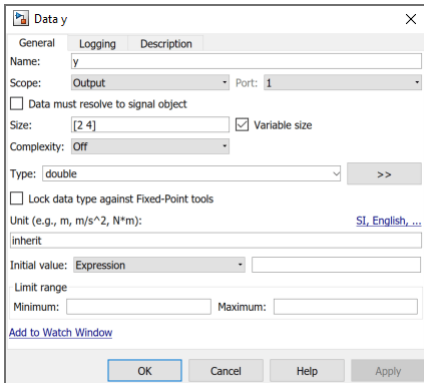 Data y
General Logging Description
Name: y
Scope: Output Port: 1
Data must resolve to signal object
Size: [2 4] Variable size
Complexity: Off
Type: double >>
Lock data type against Fixed-Point tools
Unit (e.g., m, m/s^2, N*m): SI, English, ...
inherit
Initial value: Expression
Limit range
Minimum: Maximum:
Add to Watch Window
OK Cancel Help Apply